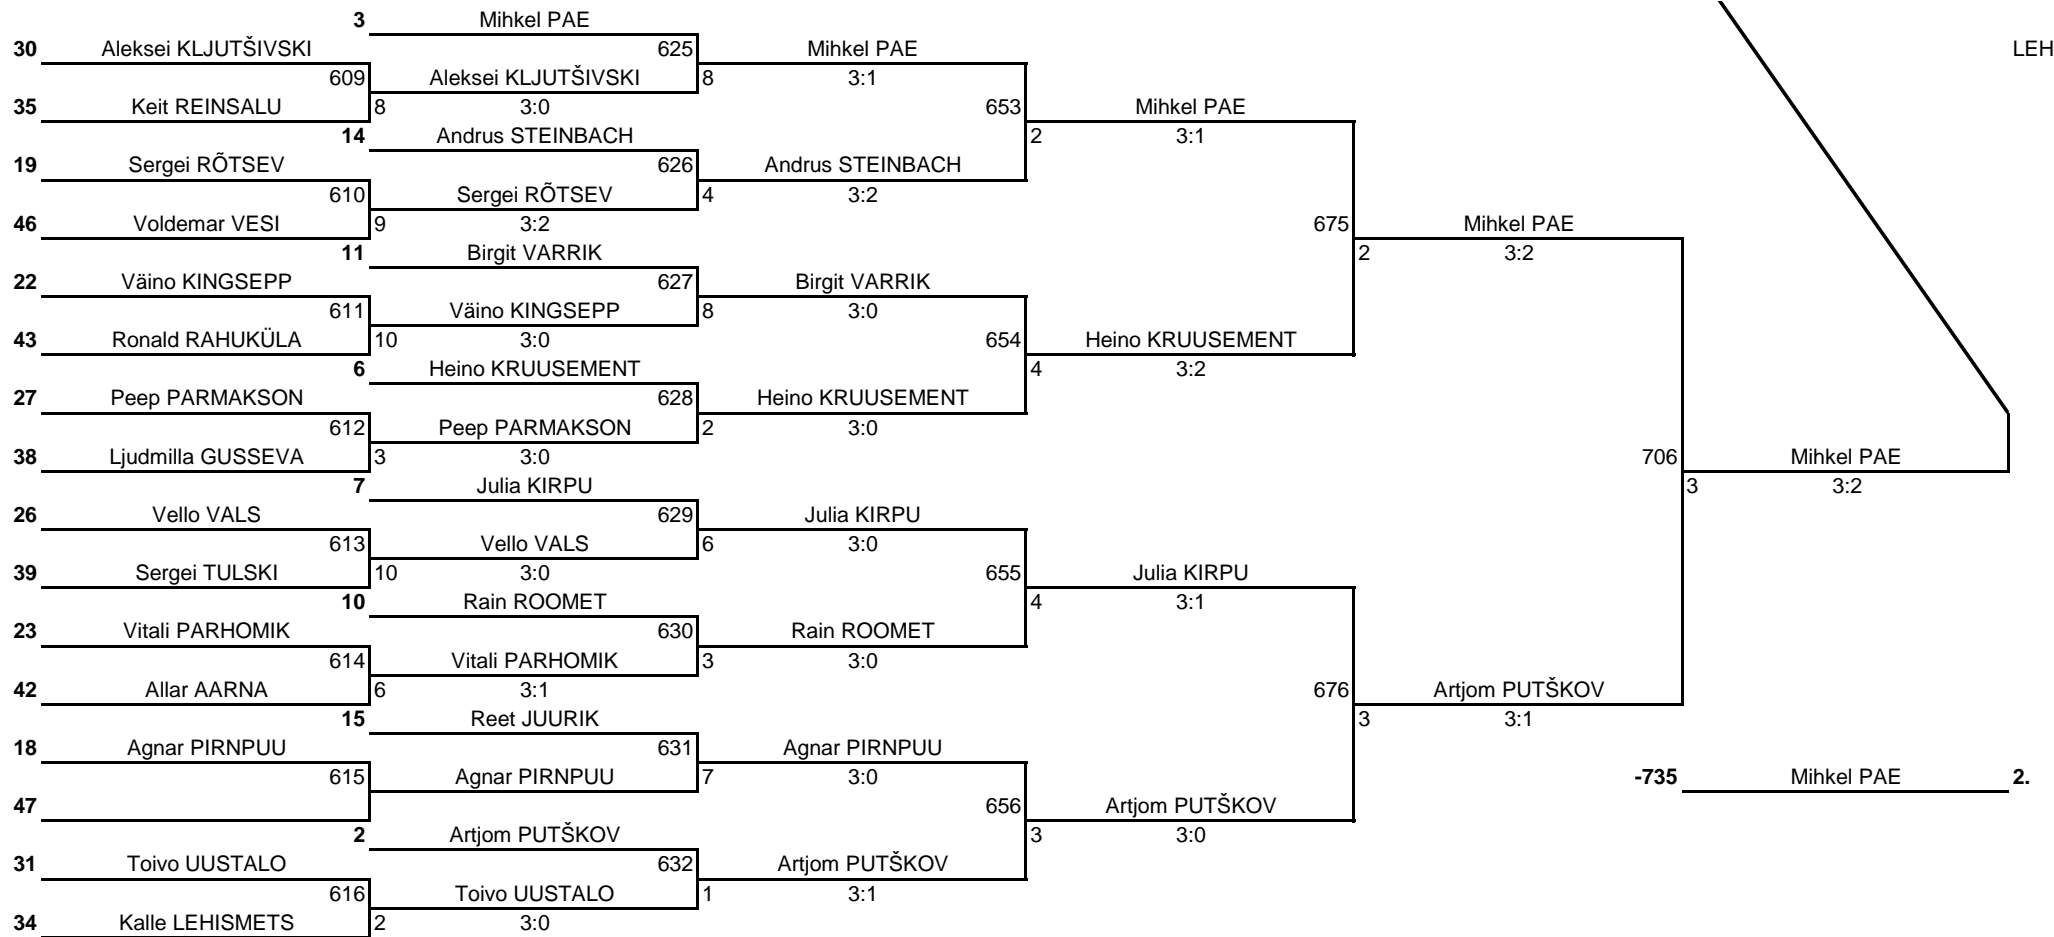 3 Mihkel PAE
30 Aleksei KLJUTŠIVSKI 625 Mihkel PAE LEH
609 Aleksei KLJUTŠIVSKI 8 3:1
35 Keit REINSALU 8 3:0 653 Mihkel PAE
14 Andrus STEINBACH 2 3:1
19 Sergei RÕTSEV 626 Andrus STEINBACH
610 Sergei RÕTSEV 4 3:2
46 Voldemar VESI 9 3:2 675 Mihkel PAE
11 Birgit VARRIK 2 3:2
22 Väino KINGSEPP 627 Birgit VARRIK
611 Väino KINGSEPP 8 3:0
43 Ronald RAHUKÜLA 10 3:0 654 Heino KRUUSEMENT
6 Heino KRUUSEMENT 4 3:2
27 Peep PARMAKSON 628 Heino KRUUSEMENT
612 Peep PARMAKSON 2 3:0
38 Ljudmilla GUSSEVA 3 3:0 706 Mihkel PAE
7 Julia KIRPU 3 3:2
26 Vello VALS 629 Julia KIRPU
613 Vello VALS 6 3:0
39 Sergei TULSKI 10 3:0 655 Julia KIRPU
10 Rain ROOMET 4 3:1
23 Vitali PARHOMIK 630 Rain ROOMET
614 Vitali PARHOMIK 3 3:0
42 Allar AARNA 6 3:1 676 Artjom PUTŠKOV
15 Reet JUURIK 3 3:1
18 Agnar PIRNPUU 631 Agnar PIRNPUU
615 Agnar PIRNPUU 7 3:0 -735 Mihkel PAE 2.
47 656 Artjom PUTŠKOV
2 Artjom PUTŠKOV 3 3:0
31 Toivo UUSTALO 632 Artjom PUTŠKOV
616 Toivo UUSTALO 1 3:1
34 Kalle LEHISMETS 2 3:0